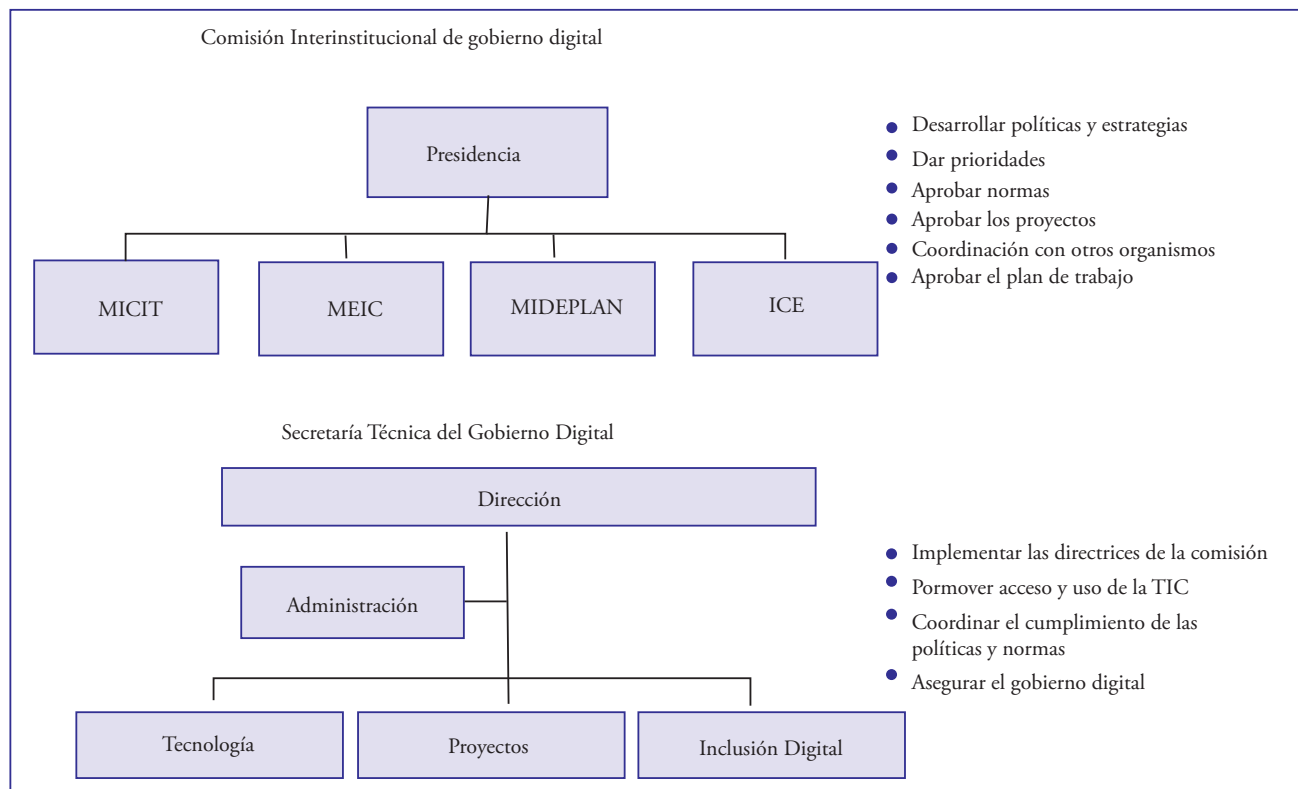 Comisión Interinstitucional de gobierno digital
Presidencia
MICIT
MEIC
MIDEPLAN
ICE
Desarrollar políticas y estrategias
Dar prioridades
Aprobar normas
Aprobar los proyectos
Coordinación con otros organismos
Aprobar el plan de trabajo
Secretaría Técnica del Gobierno Digital
Dirección
Administración
Tecnología
Proyectos
Inclusión Digital
Implementar las directrices de la comisión
Pormover acceso y uso de la TIC
Coordinar el cumplimiento de las
políticas y normas
Asegurar el gobierno digital